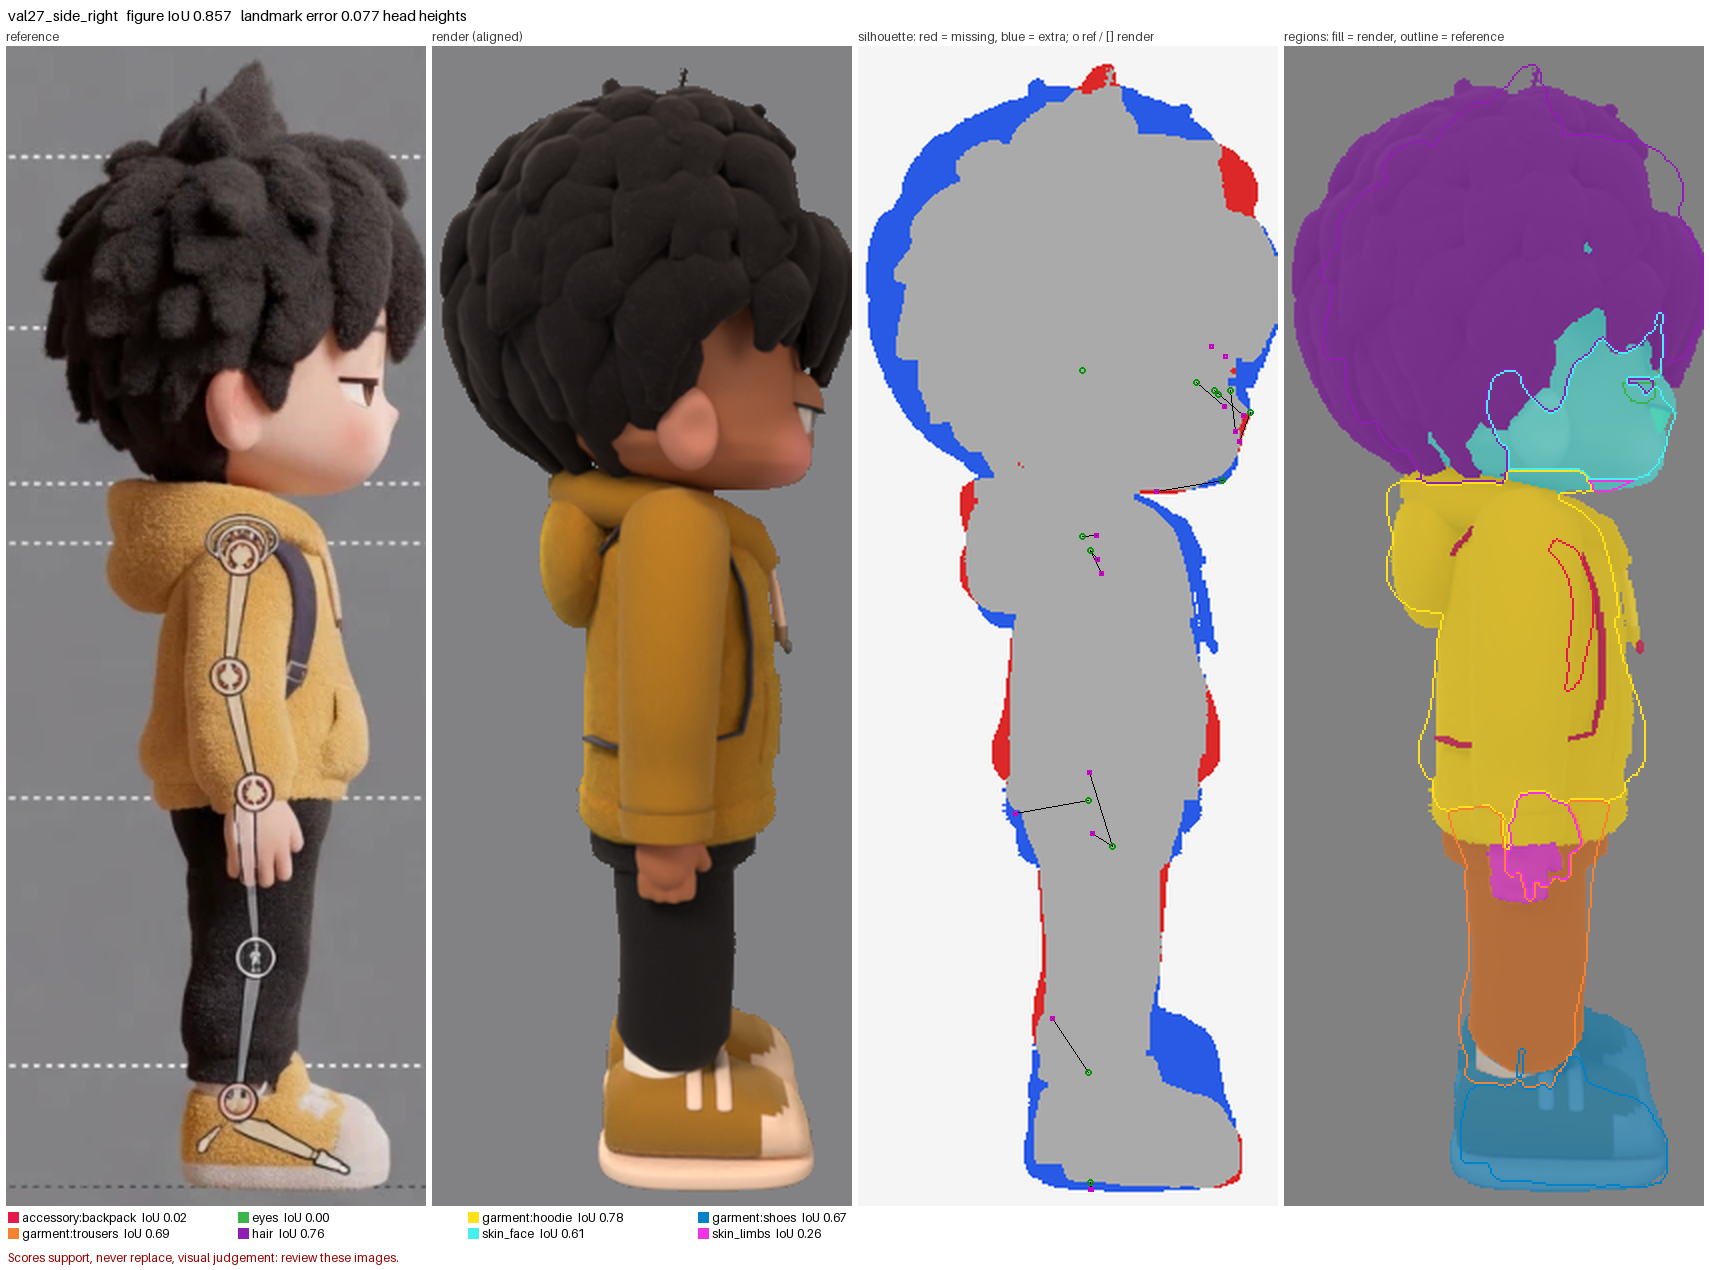 val27_side_right figure IoU 0.857 landmark error 0.077 head heights
reference
render (aligned)
silhouette: red = missing, blue = extra; o ref / [] render
regions: fill = render, outline = reference
accessory:backpack IoU 0.02
eyes IoU 0.00
garment:hoodie IoU 0.78
garment:shoes IoU 0.67
garment:trousers IoU 0.69
hair IoU 0.76
skin_face IoU 0.61
skin_limbs IoU 0.26
Scores support, never replace, visual judgement: review these images.